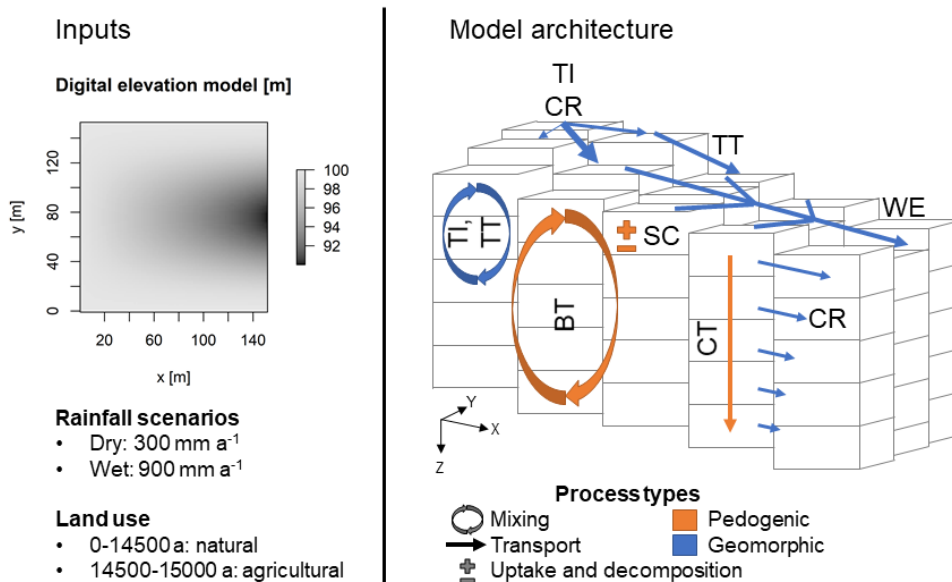 Inputs
Digital elevation model [m]
y [m]
0 40 80 120
20 60 100 140
x [m]
100
98
96
94
92
Rainfall scenarios
• Dry: 300 mm a⁻¹
• Wet: 900 mm a⁻¹
Land use
• 0-14500 a: natural
• 14500-15000 a: agricultural
Model architecture
TI
CR
TT
WE
TI,
TT
BT
SC
CT
CR
Y
X
Z
Process types
Mixing
Transport
Uptake and decomposition
Pedogenic
Geomorphic